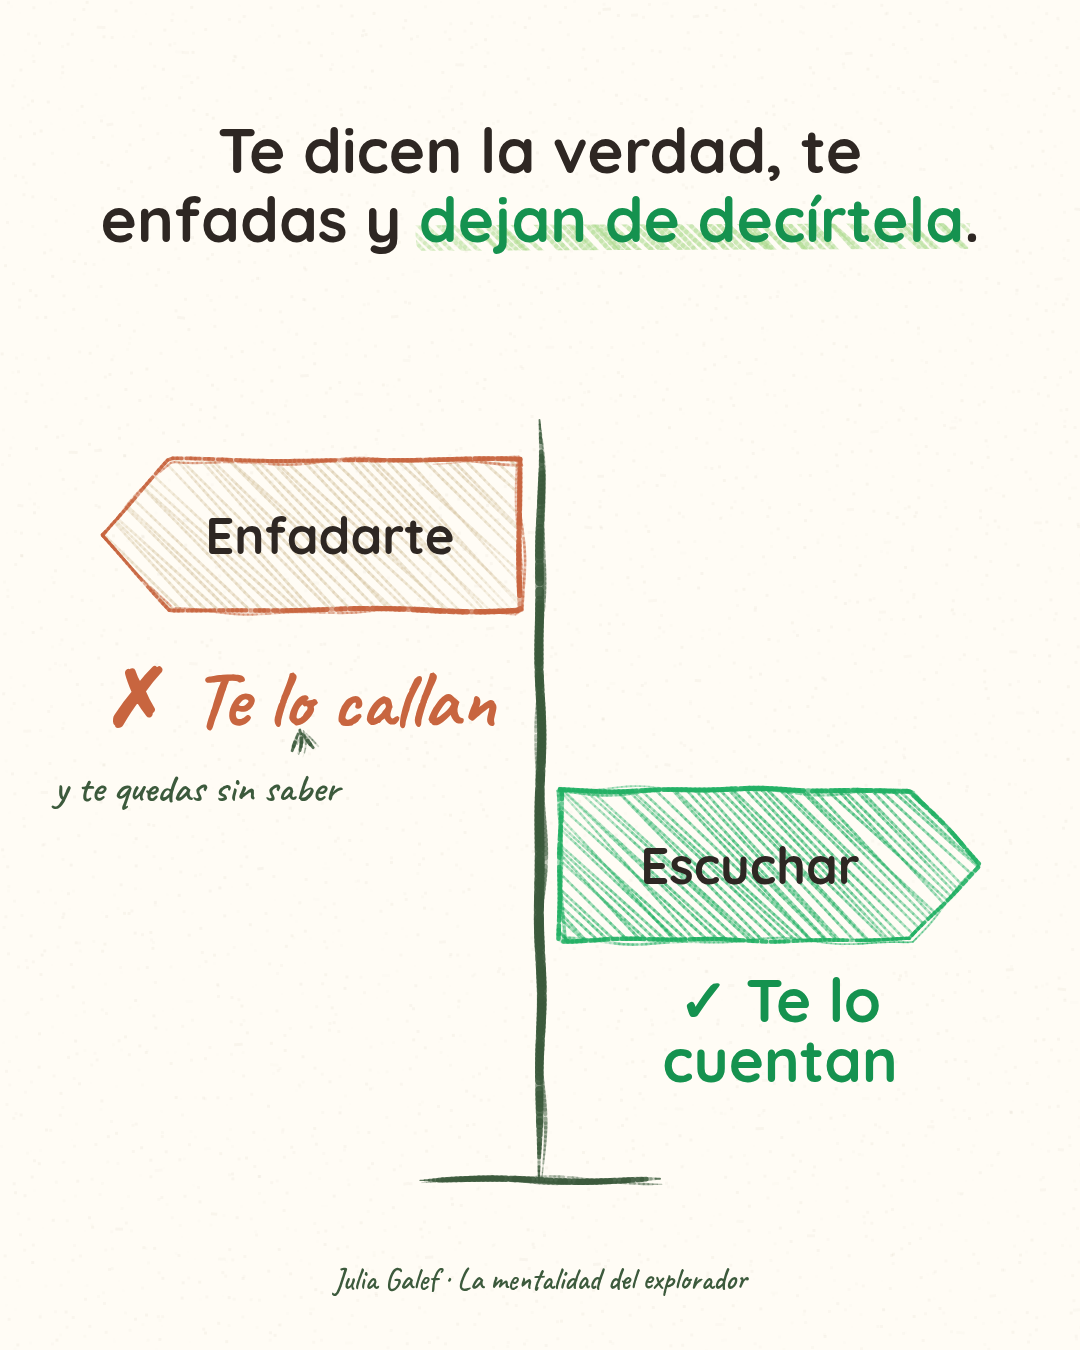 Te dicen la verdad, te
enfadas y dejan de decírtela.
Enfadarte
✗ Te lo callan
y te quedas sin saber
Escuchar
✓ Te lo
cuentan
Julia Galef · La mentalidad del explorador